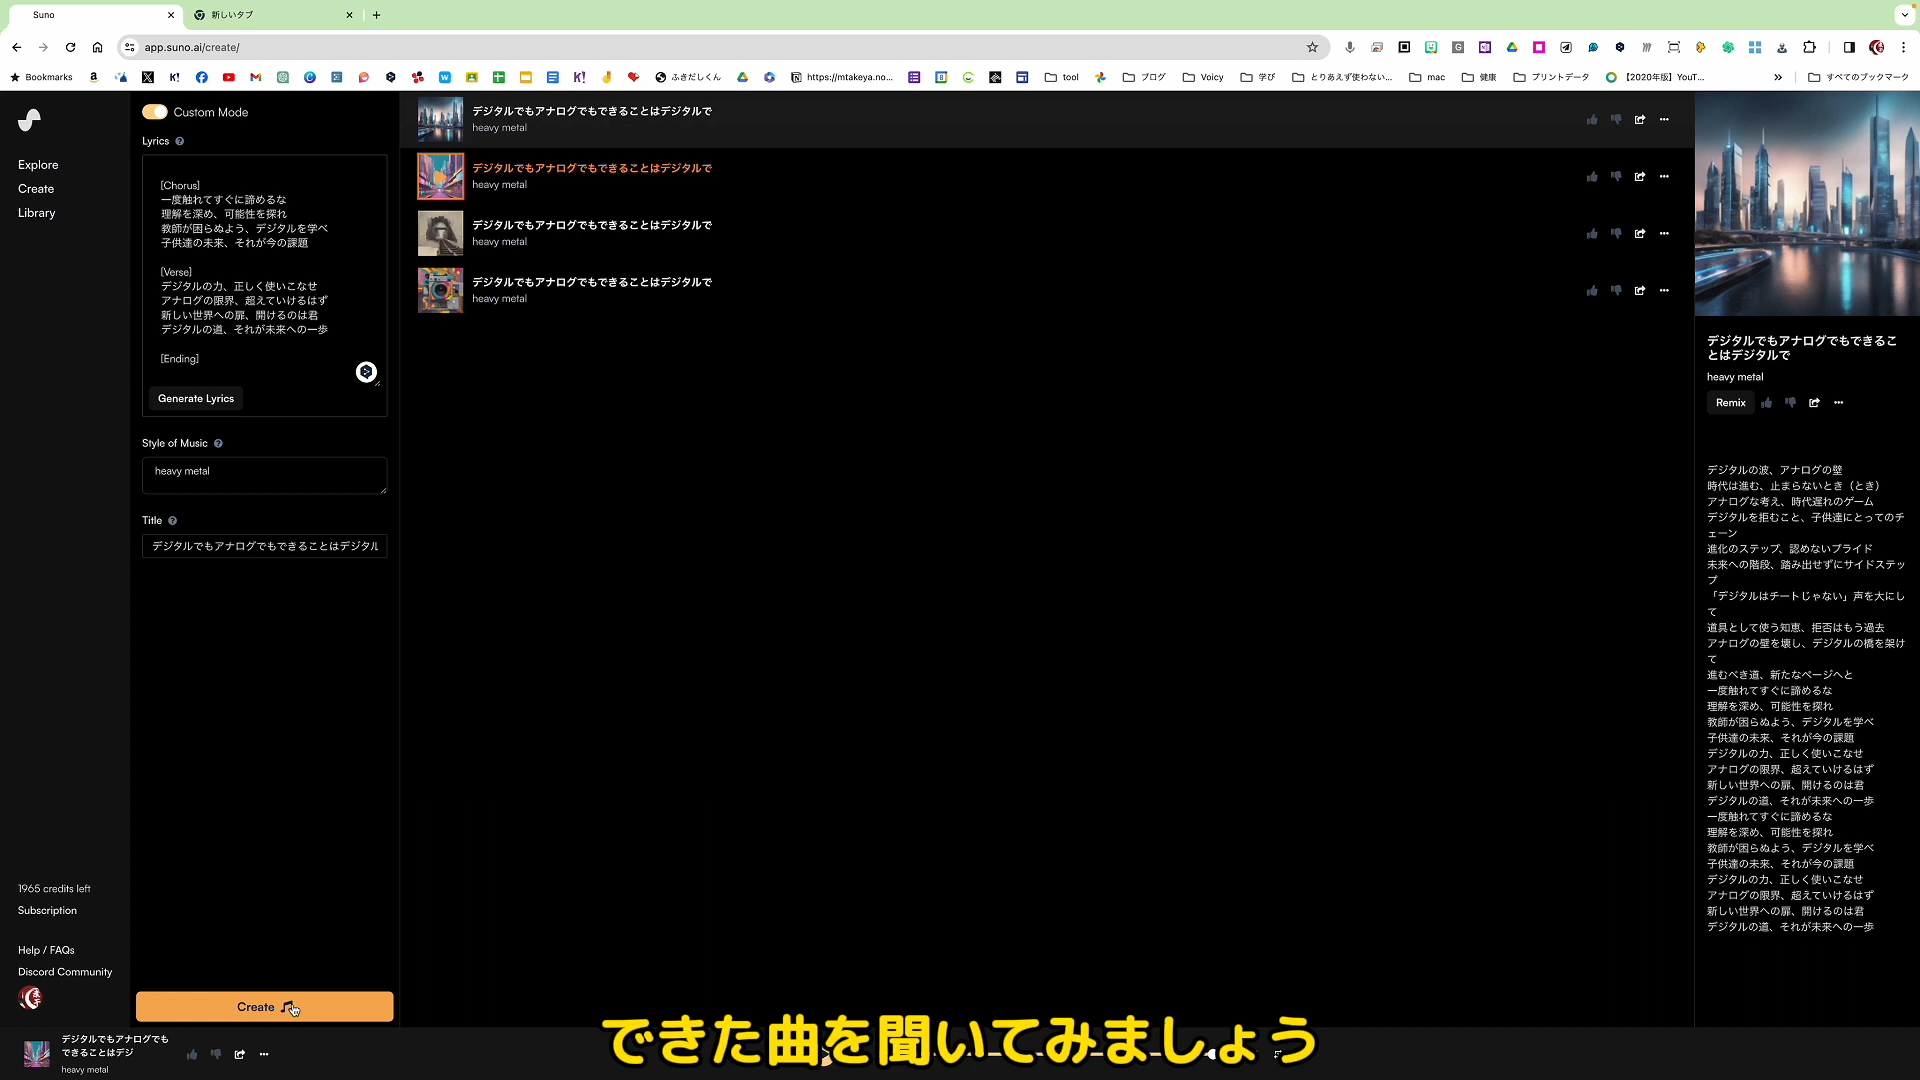 Suno
新しいタブ
app.suno.ai/create/
Bookmarks
ふきだしくん
https://mtakeya.no...
tool
ブログ
Voicy
学び
とりあえず使わない...
mac
健康
プリントデータ
【2020年版】YouT...
すべてのブックマーク
Explore
Create
Library
1965 credits left
Subscription
Help / FAQs
Discord Community
Custom Mode
Lyrics
[Chorus]
一度触れてすぐに諦めるな
理解を深め、可能性を探れ
教師が困らぬよう、デジタルを学べ
子供達の未来、それが今の課題
[Verse]
デジタルの力、正しく使いこなせ
アナログの限界、超えていけるはず
新しい世界への扉、開けるのは君
デジタルの道、それが未来への一歩
[Ending]
Generate Lyrics
Style of Music
heavy metal
Title
デジタルでもアナログでもできることはデジタル
Create
デジタルでもアナログでもできることはデジタルで
heavy metal
デジタルでもアナログでもできることはデジタルで
heavy metal
デジタルでもアナログでもできることはデジタルで
heavy metal
デジタルでもアナログでもできることはデジタルで
heavy metal
デジタルでもアナログでもできるこ
とはデジタルで
heavy metal
Remix
デジタルの波、アナログの壁
時代は進む、止まらないとき（とき）
アナログな考え、時代遅れのゲーム
デジタルを拒むこと、子供達にとってのチ
ェーン
進化のステップ、認めないプライド
未来への階段、踏み出せずにサイドステッ
プ
「デジタルはチートじゃない」声を大にし
て
道具として使う知恵、拒否はもう過去
アナログの壁を壊し、デジタルの橋を架け
て
進むべき道、新たなページへと
一度触れてすぐに諦めるな
理解を深め、可能性を探れ
教師が困らぬよう、デジタルを学べ
子供達の未来、それが今の課題
デジタルの力、正しく使いこなせ
アナログの限界、超えていけるはず
新しい世界への扉、開けるのは君
デジタルの道、それが未来への一歩
一度触れてすぐに諦めるな
理解を深め、可能性を探れ
教師が困らぬよう、デジタルを学べ
子供達の未来、それが今の課題
デジタルの力、正しく使いこなせ
アナログの限界、超えていけるはず
新しい世界への扉、開けるのは君
デジタルの道、それが未来への一歩
デジタルでもアナログでも
できることはデジ
heavy metal
できた曲を聞いてみましょう